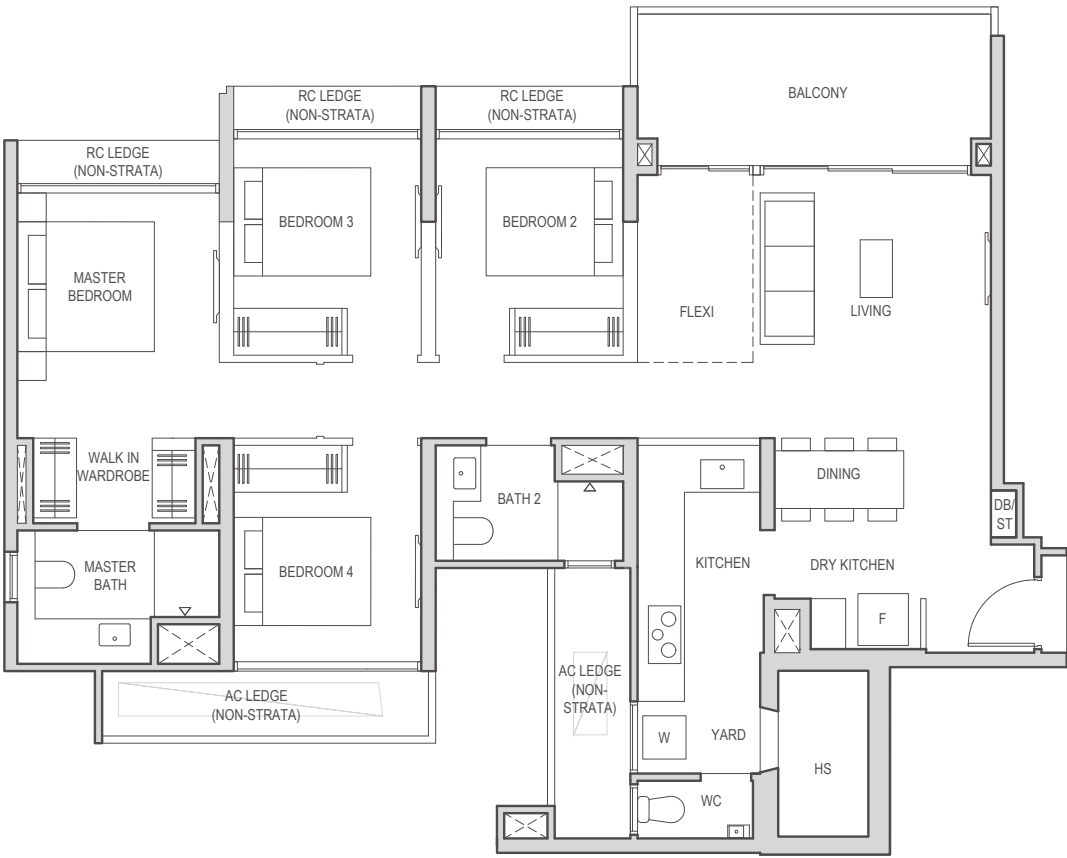 BALCONY
RC LEDGE
(NON-STRATA)
RC LEDGE
(NON-STRATA)
RC LEDGE
(NON-STRATA)
BEDROOM 3
BEDROOM 2
MASTER
BEDROOM
FLEXI
LIVING
WALK IN
WARDROBE
BATH 2
DINING
DB/
ST
MASTER
BATH
BEDROOM 4
KITCHEN
DRY KITCHEN
F
AC LEDGE
(NON-STRATA)
AC LEDGE
(NON-
STRATA)
W
YARD
HS
WC